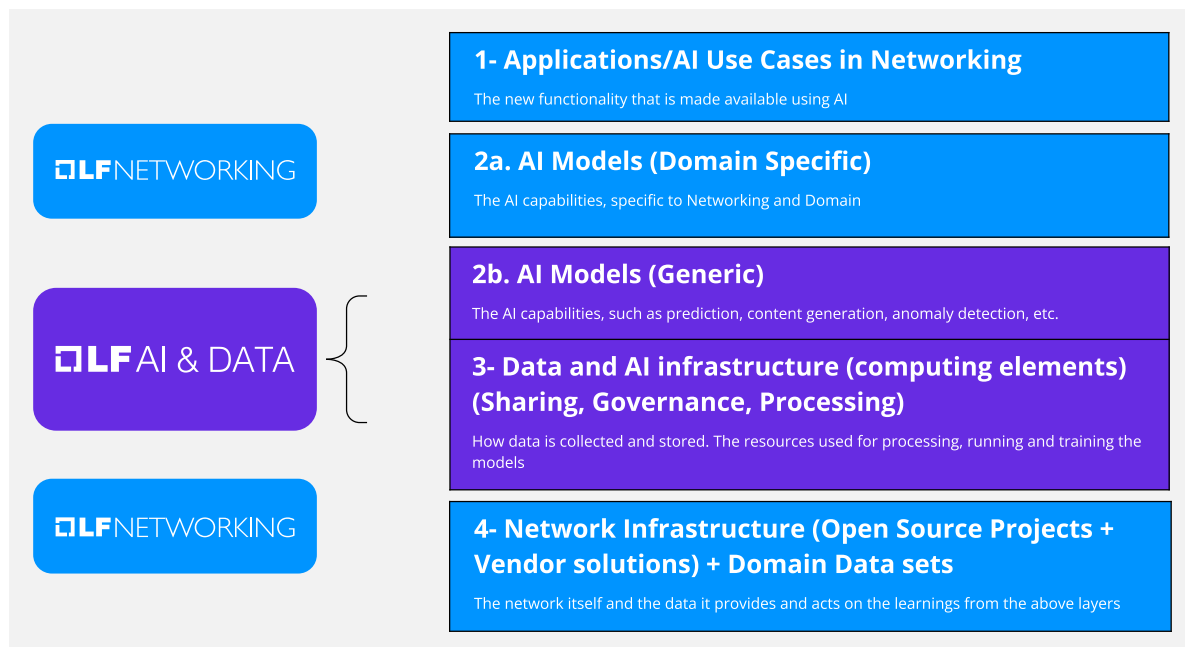 1- Applications/AI Use Cases in Networking
The new functionality that is made available using AI
LFNETWORKING
2a. AI Models (Domain Specific)
The AI capabilities, specific to Networking and Domain
2b. AI Models (Generic)
The AI capabilities, such as prediction, content generation, anomaly detection, etc.
LF AI & DATA
3- Data and AI infrastructure (computing elements)
(Sharing, Governance, Processing)
How data is collected and stored. The resources used for processing, running and training the
models
LFNETWORKING
4- Network Infrastructure (Open Source Projects +
Vendor solutions) + Domain Data sets
The network itself and the data it provides and acts on the learnings from the above layers